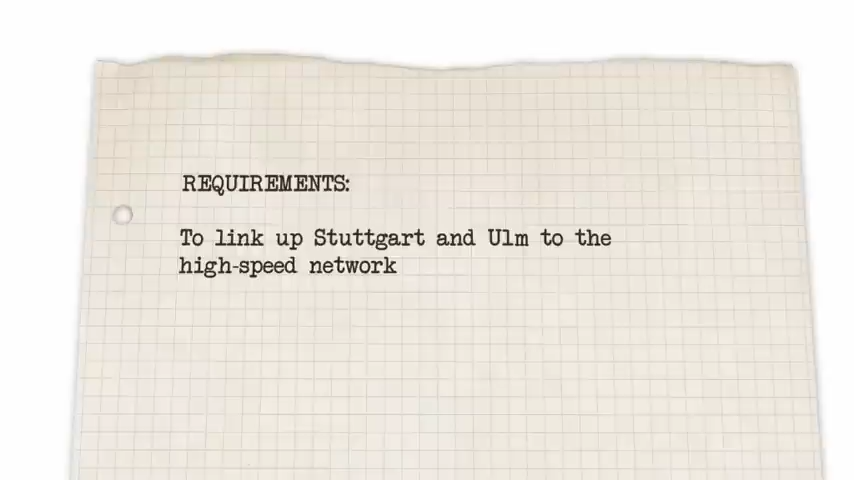 REQUIREMENTS:
To link up Stuttgart and Ulm to the
high-speed network